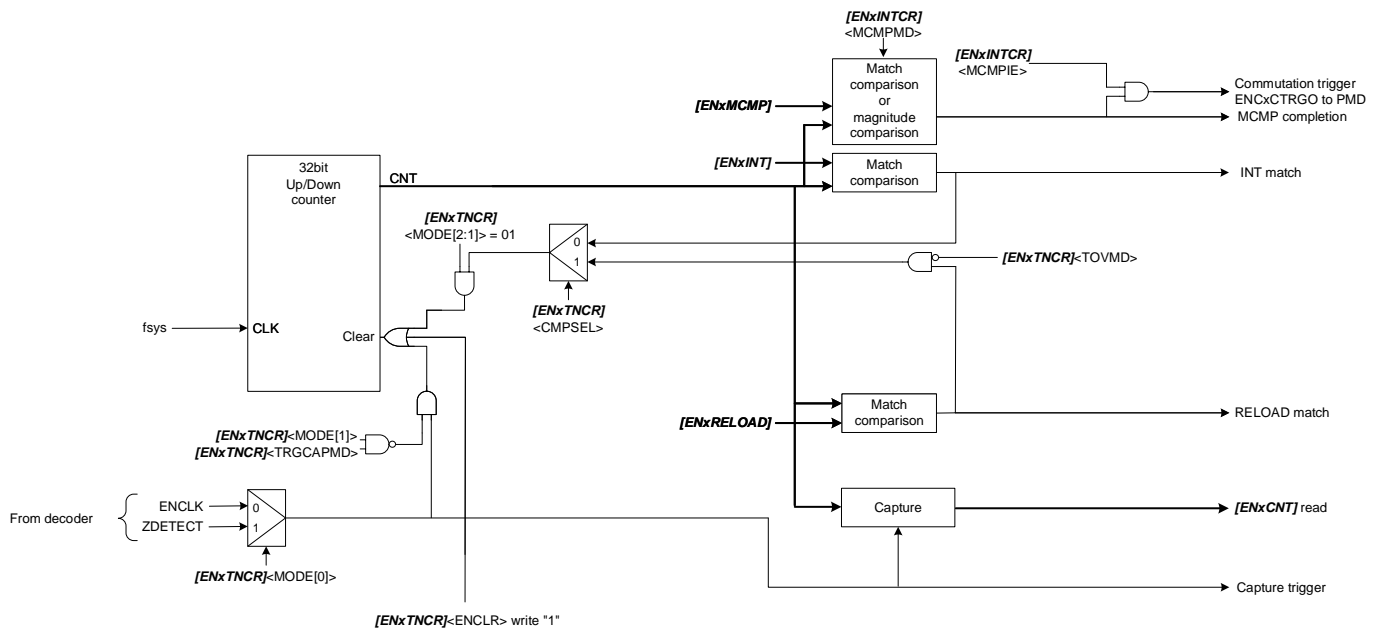 [ENxINTCR]
<MCMPMD>
[ENxINTCR]
<MCMPIE>
Match
comparison
or
magnitude
comparison
Commutation trigger
ENCxCTRGO to PMD
MCMP completion
[ENxMCMP]
[ENxINT]
Match
comparison
INT match
32bit
Up/Down
counter
CNT
[ENxTNCR]
<MODE[2:1]> = 01
0
1
[ENxTNCR]<TOVMD>
[ENxTNCR]
<CMPSEL>
fsys
CLK
Clear
Match
comparison
[ENxRELOAD]
RELOAD match
[ENxTNCR]<MODE[1]>
[ENxTNCR]<TRGCAPMD>
From decoder
ENCLK
ZDETECT
0
1
Capture
[ENxCNT] read
[ENxTNCR]<MODE[0]>
Capture trigger
[ENxTNCR]<ENCLR> write "1"